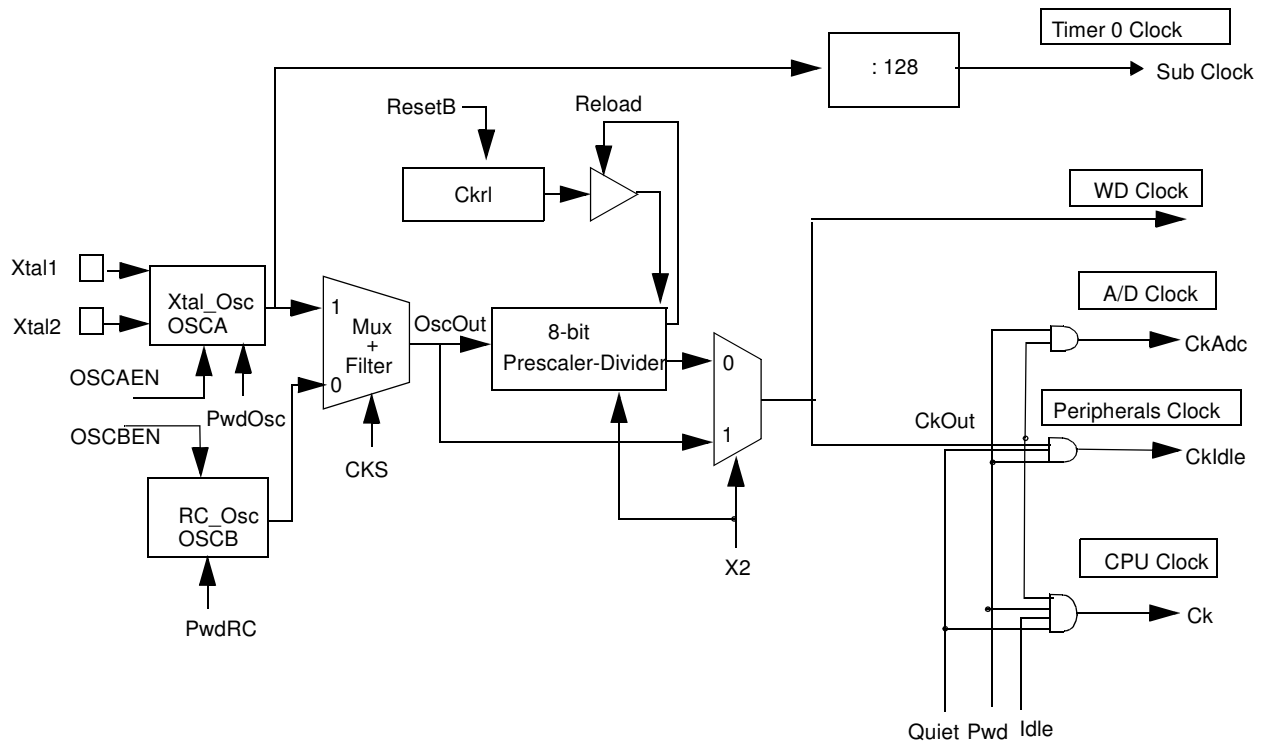 Timer 0 Clock
: 128
Sub Clock
ResetB
Reload
Ckrl
WD Clock
Xtal1
Xtal2
Xtal_Osc
OSCA
1
Mux
+
Filter
0
OscOut
8-bit
Prescaler-Divider
0
1
A/D Clock
CkAdc
OSCAEN
PwdOsc
OSCBEN
CKS
CkOut
Peripherals Clock
CkIdle
RC_Osc
OSCB
X2
CPU Clock
Ck
PwdRC
Quiet
Pwd
Idle